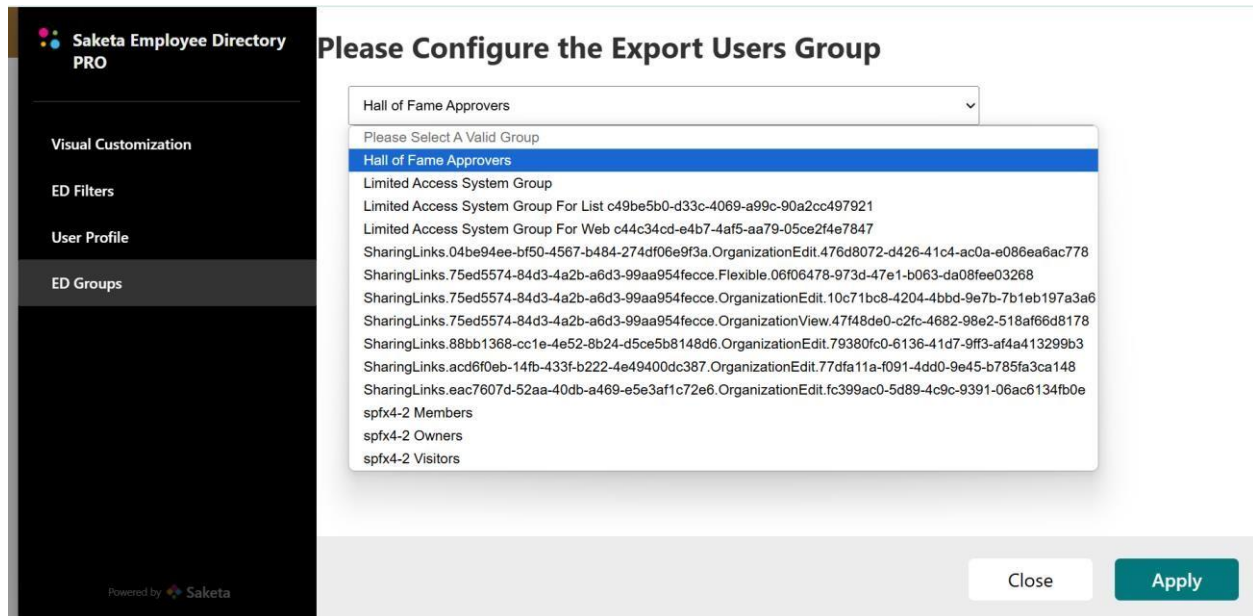 Saketa Employee Directory
PRO
Visual Customization
ED Filters
User Profile
ED Groups
Powered by Saketa
Please Configure the Export Users Group
Hall of Fame Approvers
Please Select A Valid Group
Hall of Fame Approvers
Limited Access System Group
Limited Access System Group For List c49be5b0-d33c-4069-a99c-90a2cc497921
Limited Access System Group For Web c44c34cd-e4b7-4af5-aa79-05ce2f4e7847
SharingLinks.04be94ee-bf50-4567-b484-274df06e9f3a.OrganizationEdit.476d8072-d426-41c4-ac0a-e086ea6ac778
SharingLinks.75ed5574-84d3-4a2b-a6d3-99aa954fecce.Flexible.06f06478-973d-47e1-b063-da08fee03268
SharingLinks.75ed5574-84d3-4a2b-a6d3-99aa954fecce.OrganizationEdit.10c71bc8-4204-4bbd-9e7b-7b1eb197a3a6
SharingLinks.75ed5574-84d3-4a2b-a6d3-99aa954fecce.OrganizationView.47f48de0-c2fc-4682-98e2-518af66d8178
SharingLinks.88bb1368-cc1e-4e52-8b24-d5ce5b8148d6.OrganizationEdit.79380fc0-6136-41d7-9ff3-af4a413299b3
SharingLinks.acd6f0eb-14fb-433f-b222-4e49400dc387.OrganizationEdit.77dfa11a-f091-4dd0-9e45-b785fa3ca148
SharingLinks.eac7607d-52aa-40db-a469-e5e3af1c72e6.OrganizationEdit.fc399ac0-5d89-4c9c-9391-06ac6134fb0e
spfx4-2 Members
spfx4-2 Owners
spfx4-2 Visitors
Close
Apply